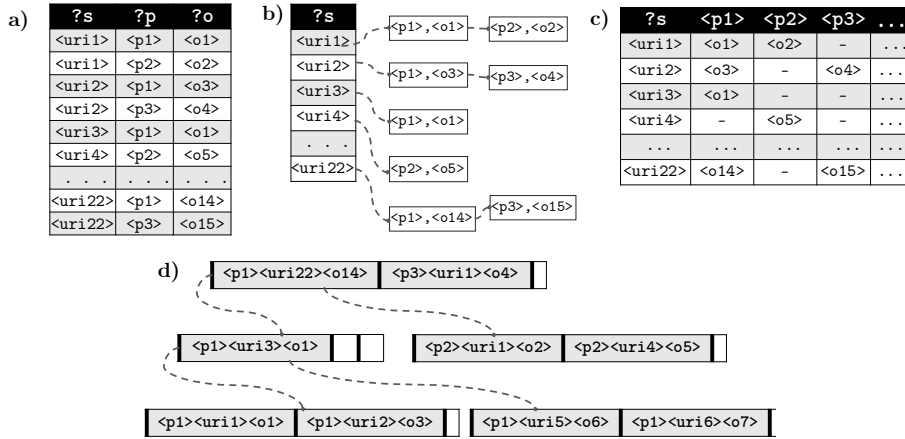 a)
?s ?p ?o
<uri1> <p1> <o1>
<uri1> <p2> <o2>
<uri2> <p1> <o3>
<uri2> <p3> <o4>
<uri3> <p1> <o1>
<uri4> <p2> <o5>
. . . . . . . . .
<uri22> <p1> <o14>
<uri22> <p3> <o15>
b)
?s
<uri1> <p1>,<o1> <p2>,<o2>
<uri2> <p1>,<o3> <p3>,<o4>
<uri3> <p1>,<o1>
<uri4> <p2>,<o5>
. . .
<uri22> <p1>,<o14> <p3>,<o15>
c)
?s <p1> <p2> <p3> ...
<uri1> <o1> <o2> - ...
<uri2> <o3> - <o4> ...
<uri3> <o1> - - ...
<uri4> - <o5> - ...
... ... ... ... ...
<uri22> <o14> - <o15> ...
d)
<p1><uri22><o14> <p3><uri1><o4>
<p1><uri3><o1> <p2><uri1><o2> <p2><uri4><o5>
<p1><uri1><o1> <p1><uri2><o3> <p1><uri5><o6> <p1><uri6><o7>